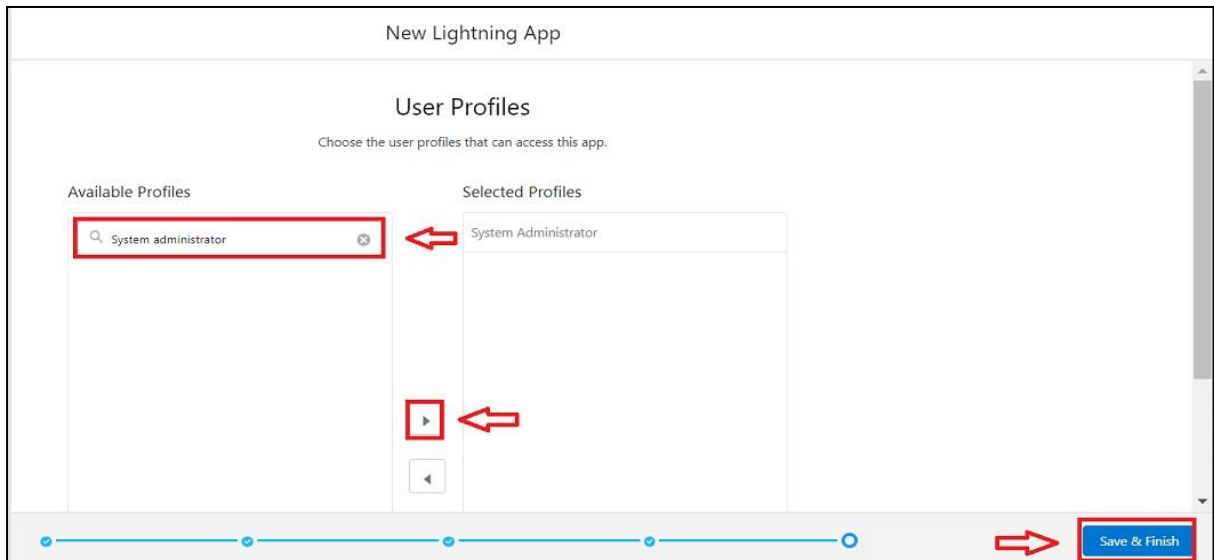 New Lightning App
User Profiles
Choose the user profiles that can access this app.
Available Profiles
Selected Profiles
System administrator
System Administrator
Save & Finish